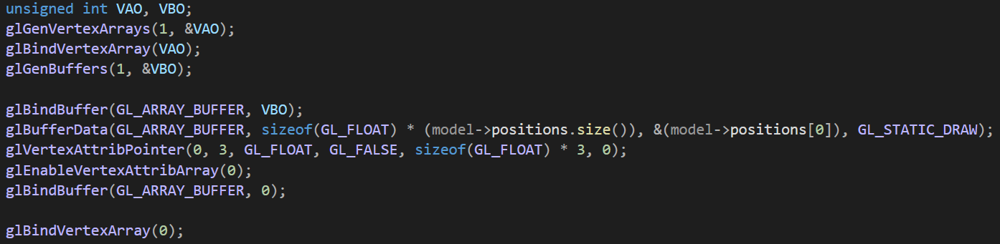 unsigned int VAO, VBO;
glGenVertexArrays(1, &VAO);
glBindVertexArray(VAO);
glGenBuffers(1, &VBO);
glBindBuffer(GL_ARRAY_BUFFER, VBO);
glBufferData(GL_ARRAY_BUFFER, sizeof(GL_FLOAT) * (model->positions.size()), &(model->positions[0]), GL_STATIC_DRAW);
glVertexAttribPointer(0, 3, GL_FLOAT, GL_FALSE, sizeof(GL_FLOAT) * 3, 0);
glEnableVertexAttribArray(0);
glBindBuffer(GL_ARRAY_BUFFER, 0);
glBindVertexArray(0);